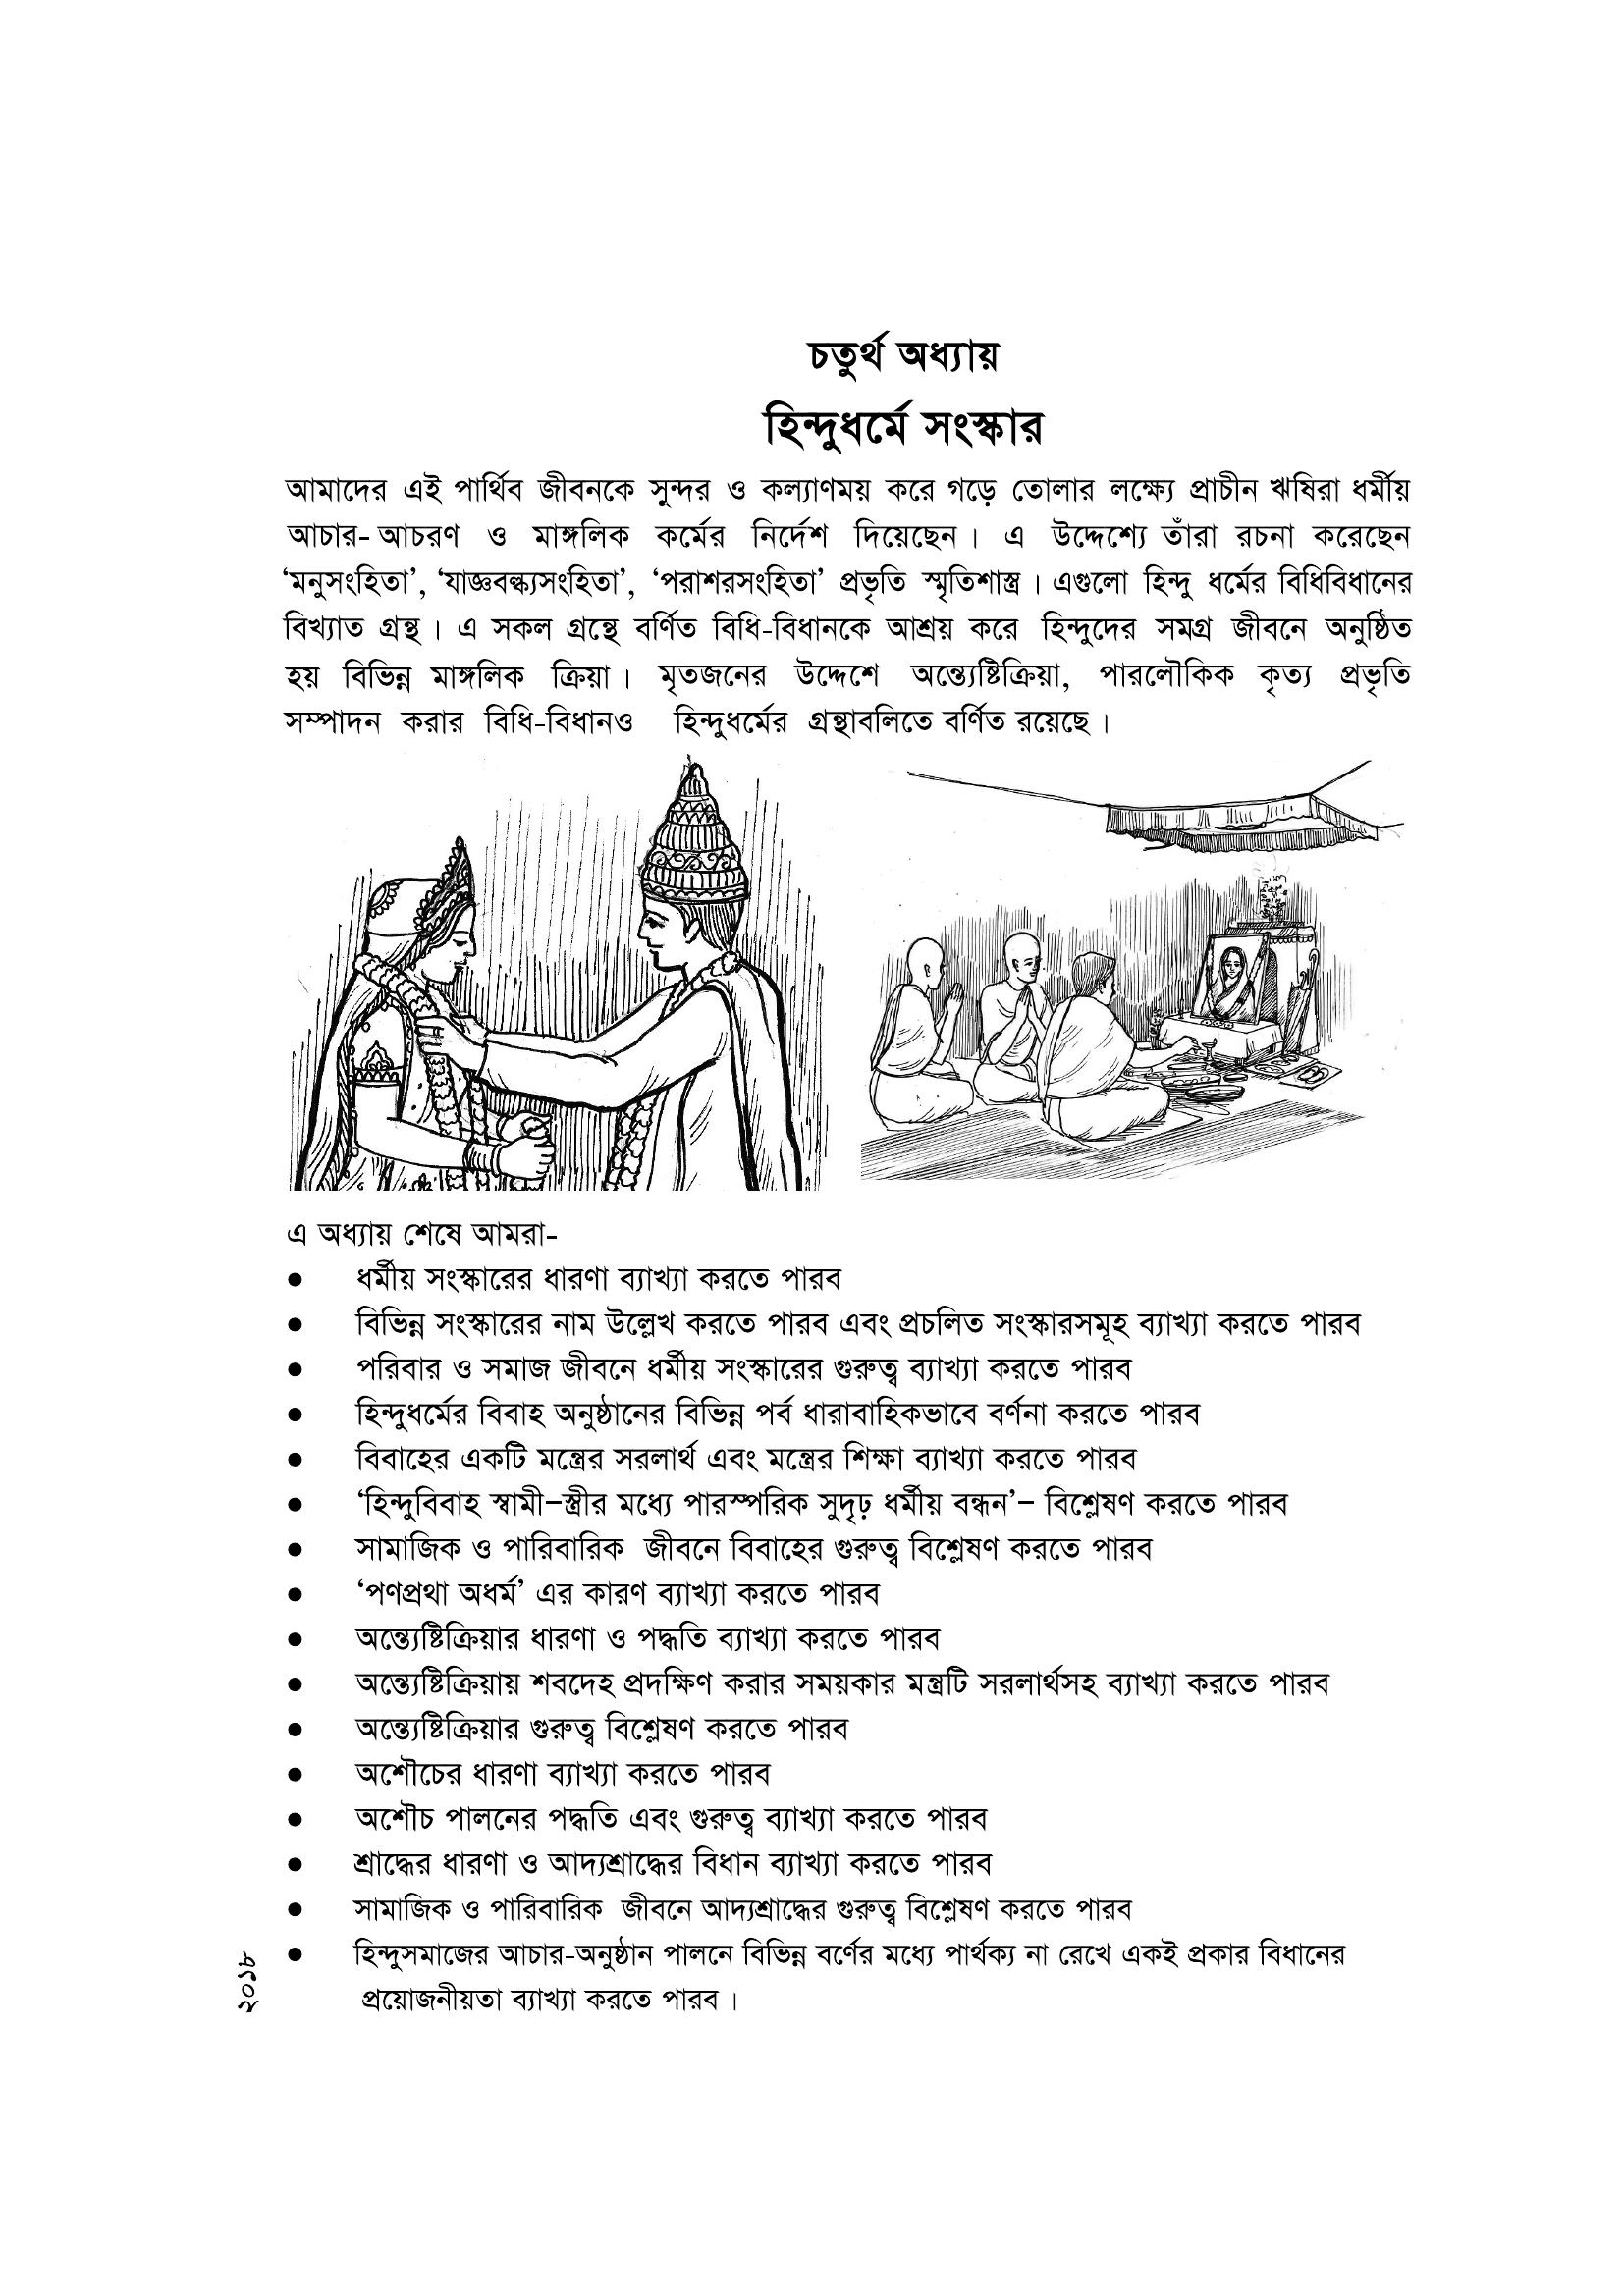 চতুর্থ অধ্যায়
হিন্দুধর্মে সংস্কার
আমাদের এই পার্থিব জীবনকে সুন্দর ও কল্যাণময় করে গড়ে তোলার লক্ষ্যে প্রাচীন ঋষিরা ধর্মীয়
আচার- আচরণ ও মাঙ্গলিক কর্মের নির্দেশ দিয়েছেন। এ উদ্দেশ্যে তাঁরা রচনা করেছেন
‘মনুসংহিতা’, ‘যাজ্ঞবল্ক্যসংহিতা’, ‘পরাশরসংহিতা’ প্রভৃতি স্মৃতিশাস্ত্র। এগুলো হিন্দু ধর্মের বিধিবিধানের
বিখ্যাত গ্রন্থ। এ সকল গ্রন্থে বর্ণিত বিধি-বিধানকে আশ্রয় করে হিন্দুদের সমগ্র জীবনে অনুষ্ঠিত
হয় বিভিন্ন মাঙ্গলিক ক্রিয়া। মৃতজনের উদ্দেশে অন্ত্যেষ্টিক্রিয়া, পারলৌকিক কৃত্য প্রভৃতি
সম্পাদন করার বিধি-বিধানও হিন্দুধর্মের গ্রন্থাবলিতে বর্ণিত রয়েছে।
এ অধ্যায় শেষে আমরা-
● ধর্মীয় সংস্কারের ধারণা ব্যাখ্যা করতে পারব
● বিভিন্ন সংস্কারের নাম উল্লেখ করতে পারব এবং প্রচলিত সংস্কারসমূহ ব্যাখ্যা করতে পারব
● পরিবার ও সমাজ জীবনে ধর্মীয় সংস্কারের গুরুত্ব ব্যাখ্যা করতে পারব
● হিন্দুধর্মের বিবাহ অনুষ্ঠানের বিভিন্ন পর্ব ধারাবাহিকভাবে বর্ণনা করতে পারব
● বিবাহের একটি মন্ত্রের সরলার্থ এবং মন্ত্রের শিক্ষা ব্যাখ্যা করতে পারব
● ‘হিন্দুবিবাহ স্বামী–স্ত্রীর মধ্যে পারস্পরিক সুদৃঢ় ধর্মীয় বন্ধন’– বিশ্লেষণ করতে পারব
● সামাজিক ও পারিবারিক জীবনে বিবাহের গুরুত্ব বিশ্লেষণ করতে পারব
● ‘পণপ্রথা অধর্ম’ এর কারণ ব্যাখ্যা করতে পারব
● অন্ত্যেষ্টিক্রিয়ার ধারণা ও পদ্ধতি ব্যাখ্যা করতে পারব
● অন্ত্যেষ্টিক্রিয়ায় শবদেহ প্রদক্ষিণ করার সময়কার মন্ত্রটি সরলার্থসহ ব্যাখ্যা করতে পারব
● অন্ত্যেষ্টিক্রিয়ার গুরুত্ব বিশ্লেষণ করতে পারব
● অশৌচের ধারণা ব্যাখ্যা করতে পারব
● অশৌচ পালনের পদ্ধতি এবং গুরুত্ব ব্যাখ্যা করতে পারব
● শ্রাদ্ধের ধারণা ও আদ্যশ্রাদ্ধের বিধান ব্যাখ্যা করতে পারব
● সামাজিক ও পারিবারিক জীবনে আদ্যশ্রাদ্ধের গুরুত্ব বিশ্লেষণ করতে পারব
● হিন্দুসমাজের আচার-অনুষ্ঠান পালনে বিভিন্ন বর্ণের মধ্যে পার্থক্য না রেখে একই প্রকার বিধানের
প্রয়োজনীয়তা ব্যাখ্যা করতে পারব।
২০১৮